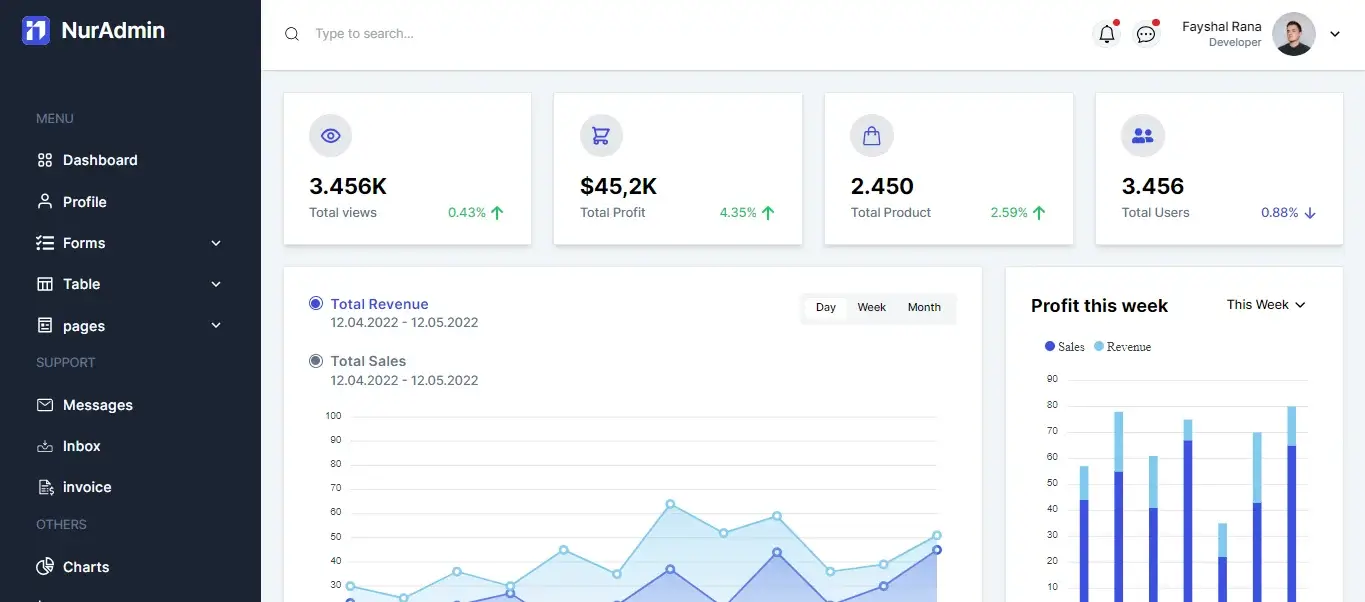 NurAdmin
MENU
Dashboard
Profile
Forms
Table
pages
SUPPORT
Messages
Inbox
invoice
OTHERS
Charts
Type to search...
Fayshal Rana
Developer
3.456K
Total views 0.43%
$45,2K
Total Profit 4.35%
2.450
Total Product 2.59%
3.456
Total Users 0.88%
Total Revenue
12.04.2022 - 12.05.2022
Total Sales
12.04.2022 - 12.05.2022
Day Week Month
100
90
80
70
60
50
40
30
Profit this week This Week
Sales Revenue
90
80
70
60
50
40
30
20
10